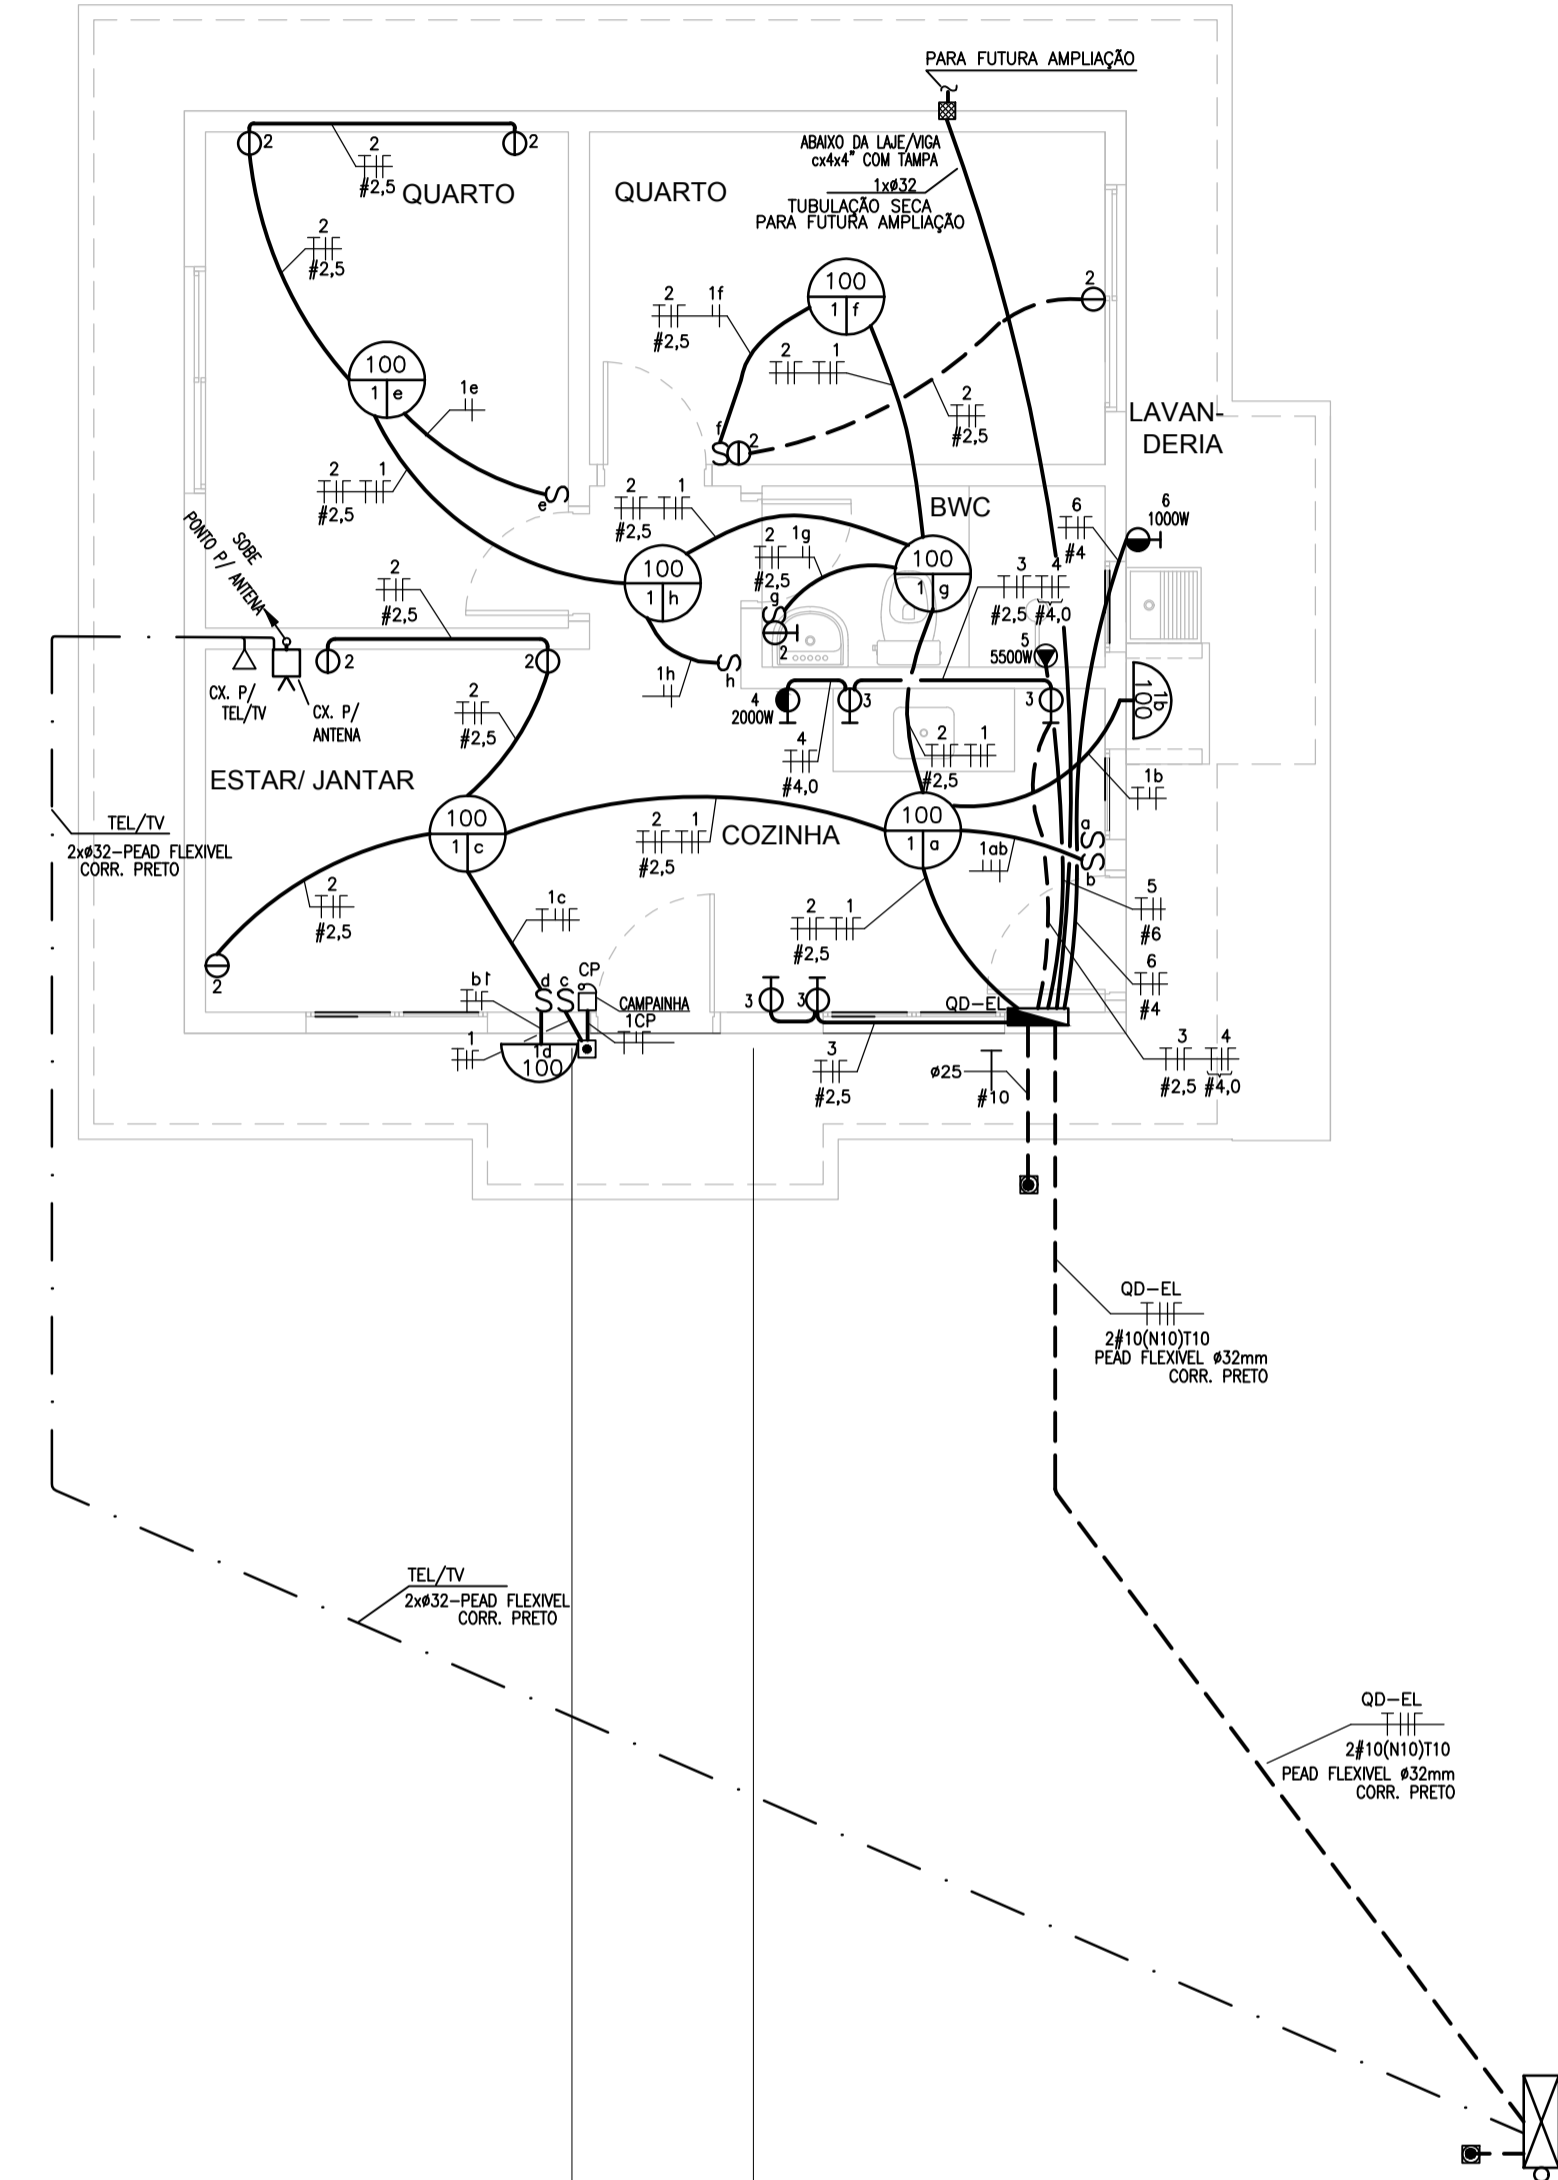 PARA FUTURA AMPLIAÇÃO
ABAIXO DA LAJE/VIGA
cx4x4" COM TAMPA
1xø32
TUBULAÇÃO SECA
PARA FUTURA AMPLIAÇÃO
2
2
2
#2,5
QUARTO
QUARTO
2
#2,5
100
1 f
2
2 1f
#2,5
2 1
100
1 e
1e
2
#2,5
f
2
LAVAN-
DERIA
2 1
#2,5
e
2 1
#2,5
BWC
6
#4
6
1000W
SOBE
PONTO P/ ANTENA
2
#2,5
100
1 h
2 1g
#2,5
g
2
100
1 g
3 4
#2,5 #4,0
5
5500W
2
2
1h
h
4
2000W
3
3
1b
100
CX. P/
TEL/TV
CX. P/
ANTENA
2
#2,5
4
#4,0
2 1
#2,5
1b
ESTAR/ JANTAR
100
1 c
2 1
#2,5
COZINHA
100
1 a
1ab
a
b
TEL/TV
2xø32-PEAD FLEXIVEL
CORR. PRETO
2
#2,5
2
1c
2 1
#2,5
5
#6
6
#4
1d
d
c
CP
CAMPAINHA
1CP
1
1d
100
3
3
QD-EL
3
#2,5
ø25
#10
3 4
#2,5 #4,0
QD-EL
2#10(N10)T10
PEAD FLEXIVEL ø32mm
CORR. PRETO
TEL/TV
2xø32-PEAD FLEXIVEL
CORR. PRETO
QD-EL
2#10(N10)T10
PEAD FLEXIVEL ø32mm
CORR. PRETO